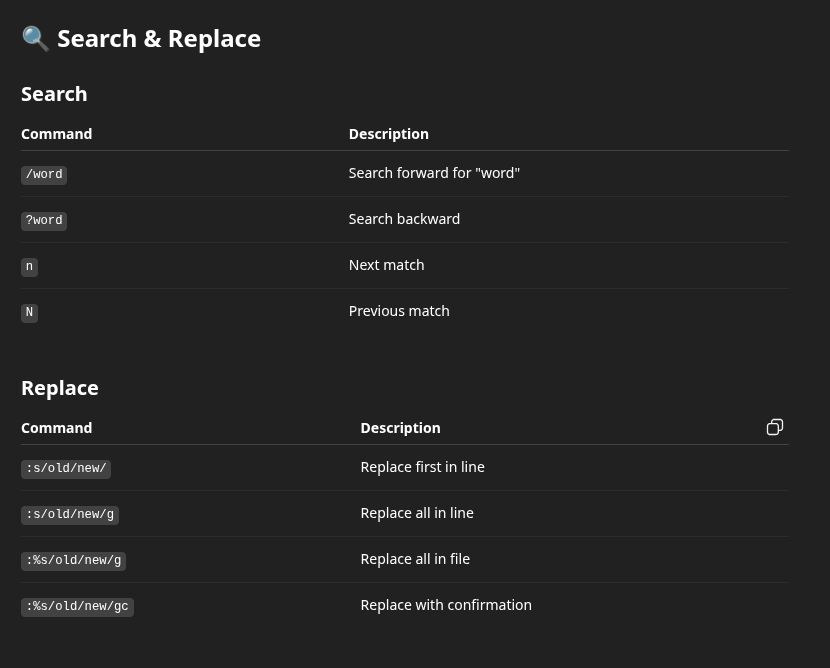 🔍 Search & Replace
Search
Command Description
/word Search forward for "word"
?word Search backward
n Next match
N Previous match
Replace
Command Description
:s/old/new/ Replace first in line
:s/old/new/g Replace all in line
:%s/old/new/g Replace all in file
:%s/old/new/gc Replace with confirmation